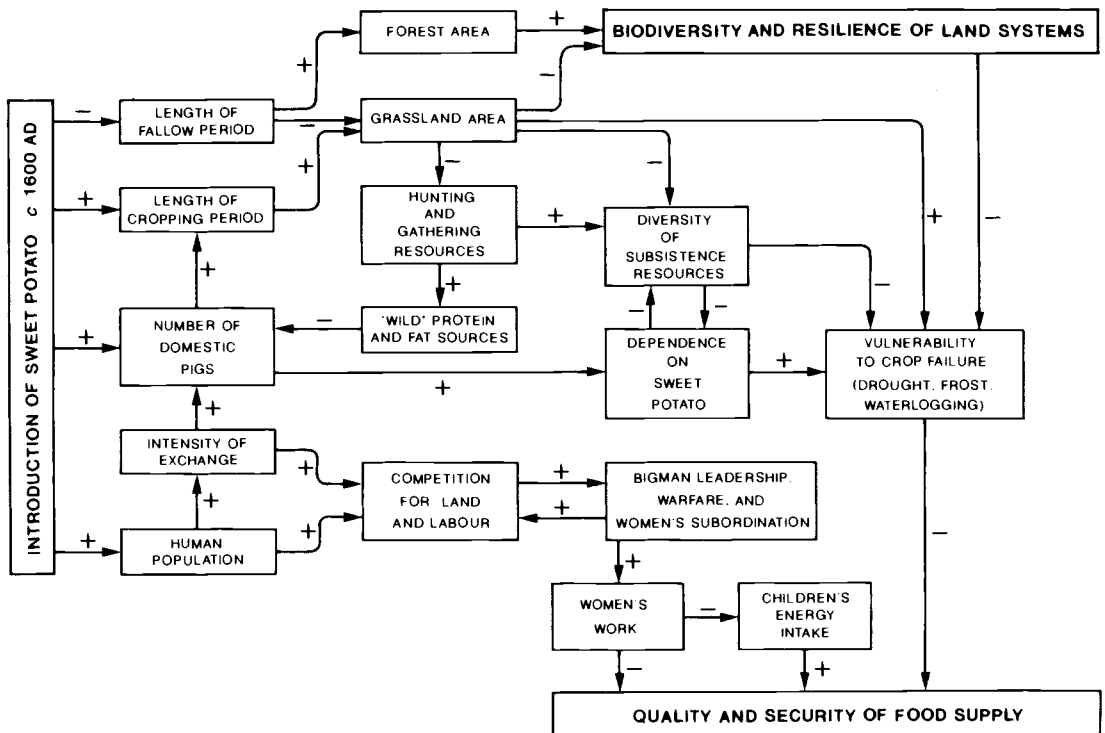 INTRODUCTION OF SWEET POTATO c 1600 AD
FOREST AREA
+
BIODIVERSITY AND RESILIENCE OF LAND SYSTEMS
+
−
−
−
LENGTH OF
FALLOW PERIOD
−
GRASSLAND AREA
+
−
−
+
LENGTH OF
CROPPING PERIOD
HUNTING
AND
GATHERING
RESOURCES
+
DIVERSITY
OF
SUBSISTENCE
RESOURCES
+
−
−
+
+
−
−
+
NUMBER OF
DOMESTIC
PIGS
−
'WILD' PROTEIN
AND FAT SOURCES
+
DEPENDENCE
ON
SWEET
POTATO
+
VULNERABILITY
TO CROP FAILURE
(DROUGHT, FROST,
WATERLOGGING)
+
INTENSITY OF
EXCHANGE
+
COMPETITION
FOR LAND
AND LABOUR
+
+
BIGMAN LEADERSHIP,
WARFARE, AND
WOMEN'S SUBORDINATION
+
+
HUMAN
POPULATION
+
−
+
WOMEN'S
WORK
−
CHILDREN'S
ENERGY
INTAKE
−
+
QUALITY AND SECURITY OF FOOD SUPPLY